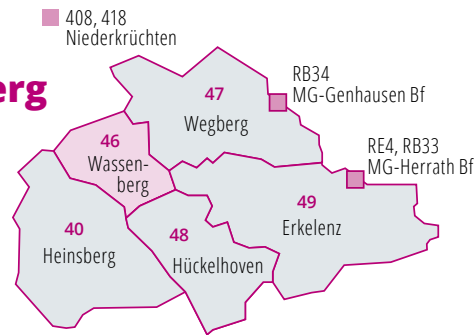 408, 418
Niederkrüchten
erg
RB34
MG-Genhausen Bf
47
Wegberg
RE4, RB33
MG-Herrath Bf
46
Wassen-
berg
49
Erkelenz
40
Heinsberg
48
Hückelhoven